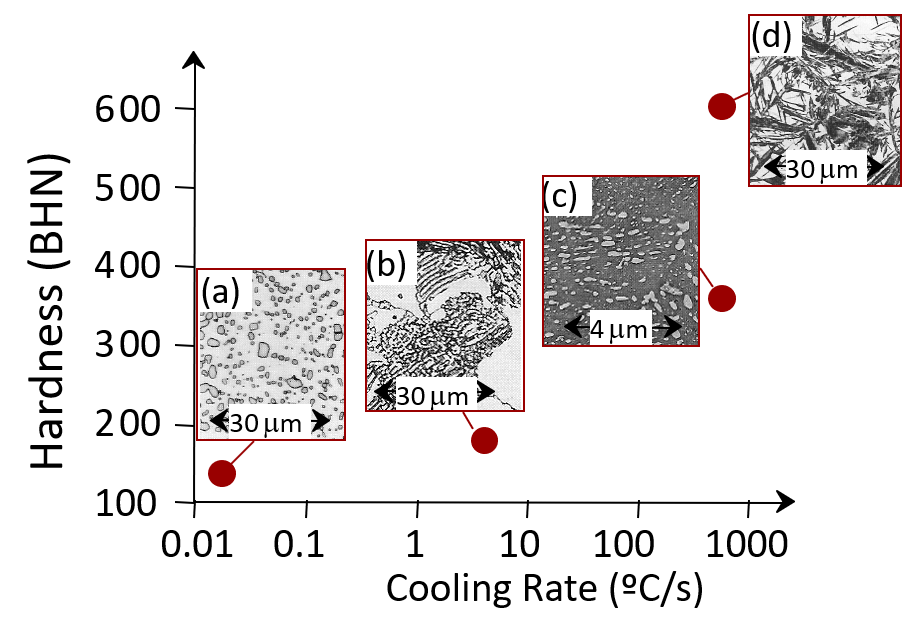 (d)
600
30 µm
500
(c)
Hardness (BHN)
400
(b)
(a)
4 µm
300
30 µm
200
30 µm
100
0.01 0.1 1 10 100 1000
Cooling Rate (ºC/s)